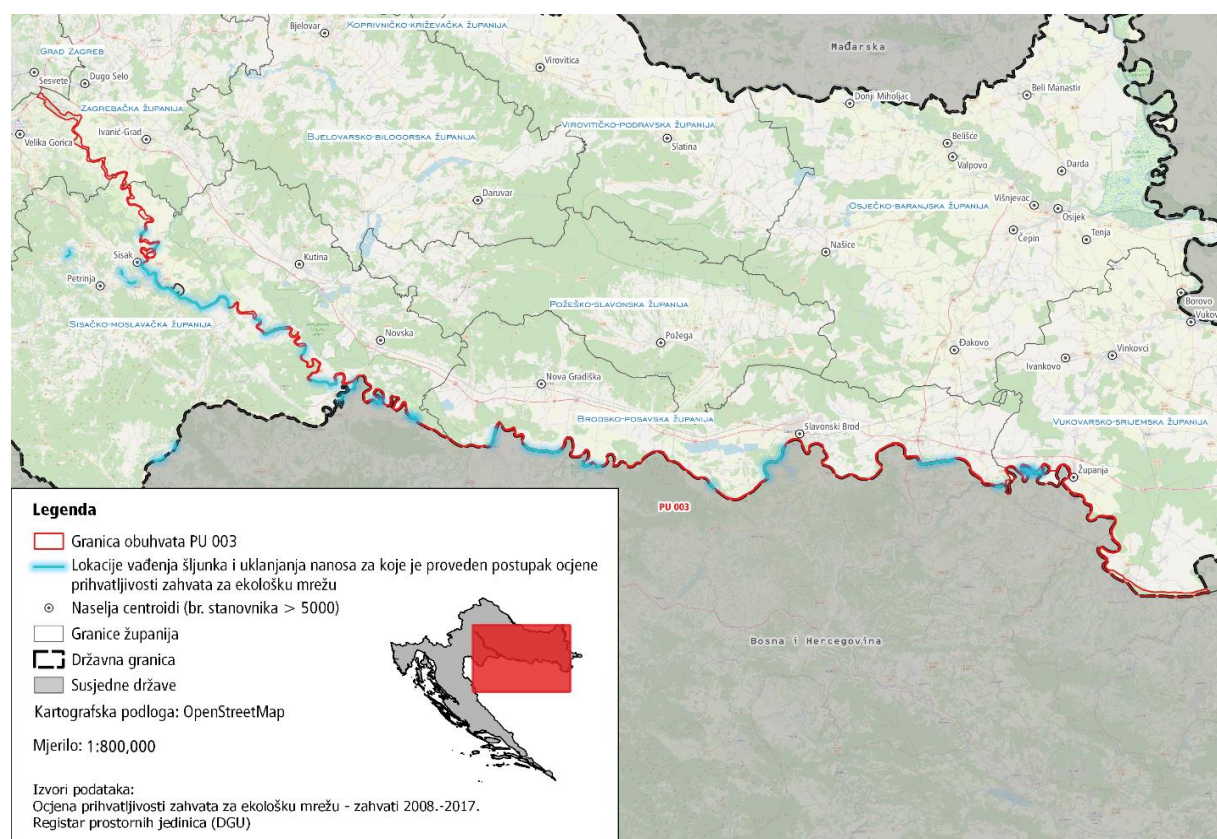 KOPRIVNIČKO-KRIŽEVAČKA ŽUPANIJA
Bjelovar
Mađarska
GRAD ZAGREB
Sesvete
Dugo Selo
Virovitica
Beli Manastir
Donji Miholjac
ZAGREBAČKA ŽUPANIJA
Ivanić-Grad
Velika Gorica
BJELOVARSKO-BILOGORSKA ŽUPANIJA
VIROVITIČKO-PODRAVSKA ŽUPANIJA
Slatina
Belišće
Valpovo
Darda
Daruvar
OSJEČKO-BARANJSKA ŽUPANIJA
Višnjevac
Osijek
Čepin
Tenja
Našice
Sisak
Kutina
Petrinja
POŽEŠKO-SLAVONSKA ŽUPANIJA
Borovo
Vukov
SISAČKO-MOSLAVAČKA ŽUPANIJA
Novska
Požega
Đakovo
Ivankovo
Vinkovci
Nova Gradiška
BRODSKO-POSAVSKA ŽUPANIJA
Slavonski Brod
VUKOVARSKO-SRIJEMSKA ŽUPANIJA
Županja
PU 003
Bosna i Hercegovina
Legenda
Granica obuhvata PU 003
Lokacije vađenja šljunka i uklanjanja nanosa za koje je proveden postupak ocjene
prihvatljivosti zahvata za ekološku mrežu
Naselja centroidi (br. stanovnika > 5000)
Granice županija
Državna granica
Susjedne države
Kartografska podloga: OpenStreetMap
Mjerilo: 1:800,000
Izvori podataka:
Ocjena prihvatljivosti zahvata za ekološku mrežu - zahvati 2008.-2017.
Registar prostornih jedinica (DGU)